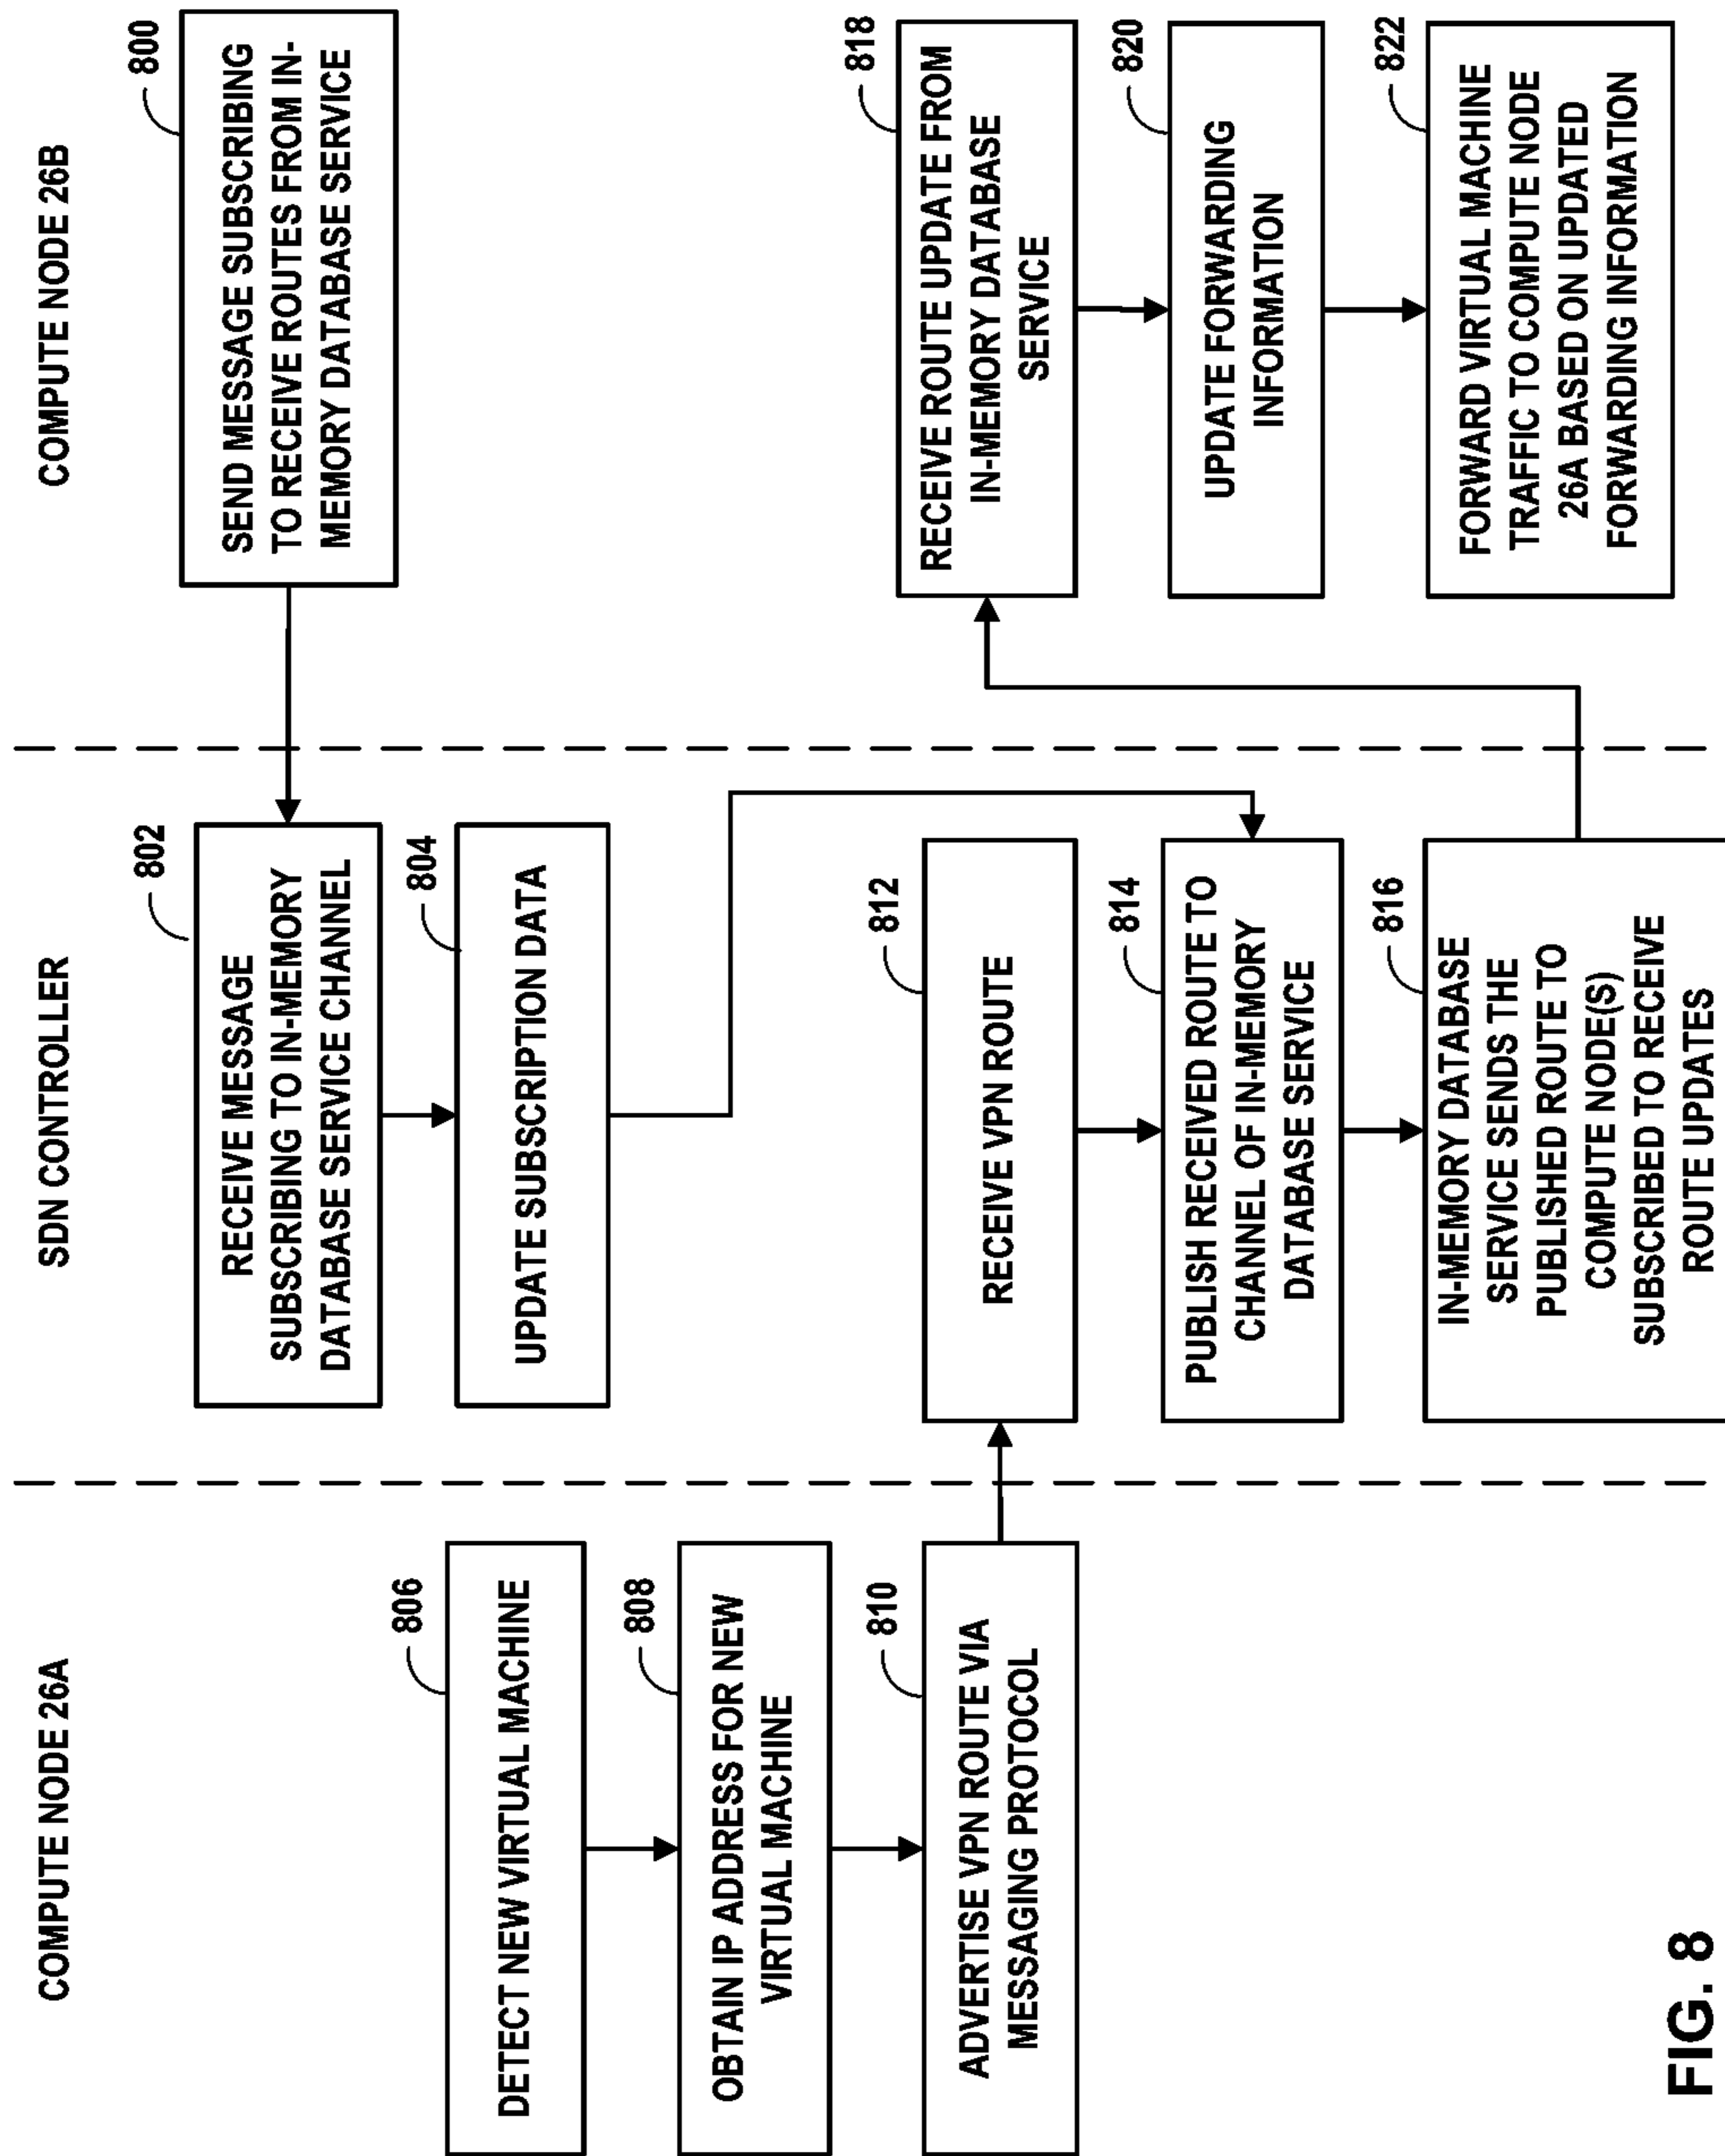 COMPUTE NODE 26A
SDN CONTROLLER
COMPUTE NODE 26B
800
SEND MESSAGE SUBSCRIBING
TO RECEIVE ROUTES FROM IN-
MEMORY DATABASE SERVICE
802
RECEIVE MESSAGE
SUBSCRIBING TO IN-MEMORY
DATABASE SERVICE CHANNEL
804
UPDATE SUBSCRIPTION DATA
806
DETECT NEW VIRTUAL MACHINE
808
OBTAIN IP ADDRESS FOR NEW
VIRTUAL MACHINE
810
ADVERTISE VPN ROUTE VIA
MESSAGING PROTOCOL
812
RECEIVE VPN ROUTE
814
PUBLISH RECEIVED ROUTE TO
CHANNEL OF IN-MEMORY
DATABASE SERVICE
816
IN-MEMORY DATABASE
SERVICE SENDS THE
PUBLISHED ROUTE TO
COMPUTE NODE(S)
SUBSCRIBED TO RECEIVE
ROUTE UPDATES
818
RECEIVE ROUTE UPDATE FROM
IN-MEMORY DATABASE
SERVICE
820
UPDATE FORWARDING
INFORMATION
822
FORWARD VIRTUAL MACHINE
TRAFFIC TO COMPUTE NODE
26A BASED ON UPDATED
FORWARDING INFORMATION
FIG. 8